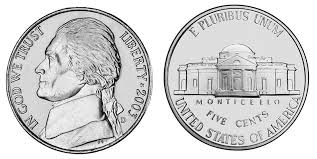 IN GOD WE TRUST
LIBERTY · 2003
D
E PLURIBUS UNUM
MONTICELLO
FIVE CENTS
UNITED STATES OF AMERICA